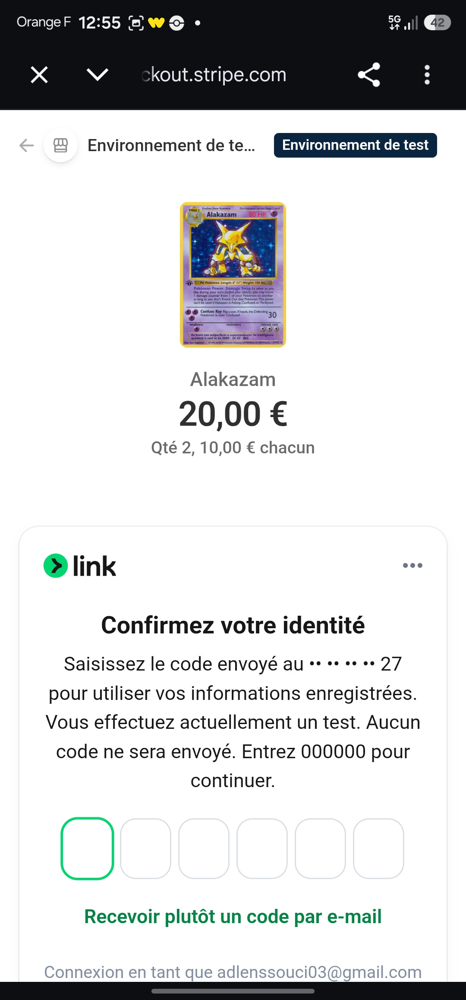 Orange F 12:55 5G 42
ckout.stripe.com
Environnement de te... Environnement de test
STAGE 2 Evolves from Kadabra Put Alakazam on the Stage 1 card
Alakazam 80 HP
Psi Pokémon. Length: 4' 11", Weight: 106 lbs.
Pokémon Power: Damage Swap As often as you
like during your turn (before your attack), you may move
1 damage counter from 1 of your Pokémon to another
as long as you don't Knock Out that Pokémon. This power
can't be used if Alakazam is Asleep, Confused, or Paralyzed.
Confuse Ray Flip a coin. If heads, the Defending
Pokémon is now Confused. 30
weakness resistance retreat cost
Its brain can outperform a supercomputer. Its intelligence
quotient is said to be 5000. LV. 42 #65
Illus. Ken Sugimori 1/102
Alakazam
20,00 €
Qté 2, 10,00 € chacun
link
Confirmez votre identité
Saisissez le code envoyé au •• •• •• •• 27
pour utiliser vos informations enregistrées.
Vous effectuez actuellement un test. Aucun
code ne sera envoyé. Entrez 000000 pour
continuer.
Recevoir plutôt un code par e-mail
Connexion en tant que adlenssouci03@gmail.com